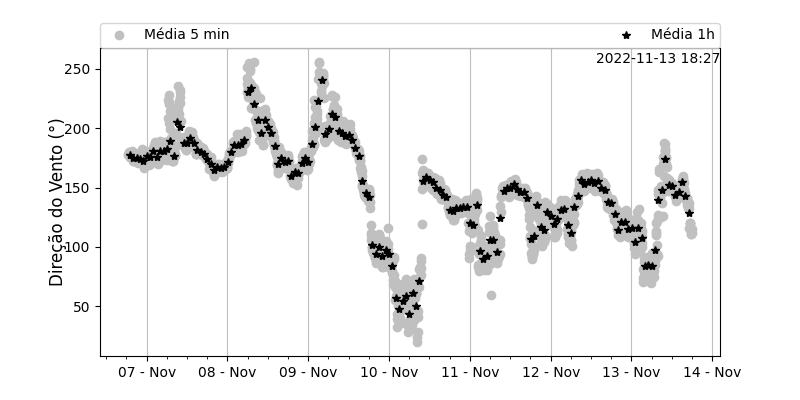 Média 5 min
Média 1h
2022-11-13 18:27
Direção do Vento (°)
250
200
150
100
50
07 - Nov
08 - Nov
09 - Nov
10 - Nov
11 - Nov
12 - Nov
13 - Nov
14 - Nov